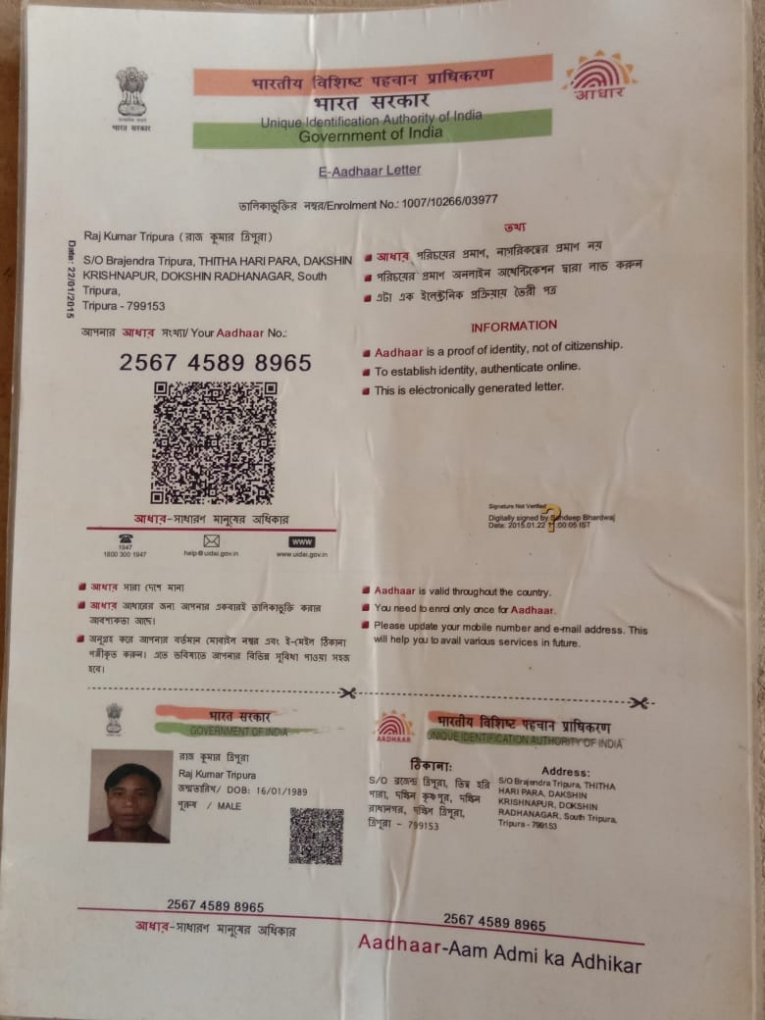 भारतीय विशिष्ट पहचान प्राधिकरण
भारत सरकार
Unique Identification Authority of India
Government of India
भारत सरकार
आधार
E-Aadhaar Letter
তালিকাভুক্তির নম্বর/Enrolment No.: 1007/10266/03977
Date: 22/01/2015
Raj Kumar Tripura (রাজ কুমার ত্রিপুরা)
S/O Brajendra Tripura, THITHA HARI PARA, DAKSHIN
KRISHNAPUR, DOKSHIN RADHANAGAR, South
Tripura,
Tripura - 799153
আপনার আধার সংখ্যা/ Your Aadhaar No.:
2567 4589 8965
আধার-সাধারণ মানুষের অধিকার
1947
1800 300 1947
help@uidai.gov.in
www
www.uidai.gov.in
তথ্য
আধার পরিচয়ের প্রমাণ, নাগরিকত্বের প্রমাণ নয়
পরিচয়ের প্রমাণ অনলাইন অথেন্টিকেশন দ্বারা লাভ করুন
এটা এক ইলেক্ট্রনিক প্রক্রিয়ায় তৈরী পত্র
INFORMATION
Aadhaar is a proof of identity, not of citizenship.
To establish identity, authenticate online.
This is electronically generated letter.
Signature Not Verified
Digitally signed by Sandeep Bhardwaj
Date: 2015.01.22 11:00:05 IST
আধার সারা দেশে মান্য
আধার আধারের জন্য আপনার একবারই তালিকাভুক্তি করার
আবশ্যকতা আছে।
অনুগ্রহ করে আপনার বর্তমান মোবাইল নম্বর এবং ই-মেইল ঠিকানা
পঞ্জীকৃত করুন। এতে ভবিষ্যতে আপনার বিভিন্ন সুবিধা পাওয়া সহজ
হবে।
Aadhaar is valid throughout the country.
You need to enrol only once for Aadhaar.
Please update your mobile number and e-mail address. This
will help you to avail various services in future.
भारत सरकार
GOVERNMENT OF INDIA
রাজ কুমার ত্রিপুরা
Raj Kumar Tripura
জন্মতারিখ/ DOB: 16/01/1989
পুরুষ / MALE
2567 4589 8965
আধার-সাধারণ মানুষের অধিকার
AADHAAR
भारतीय विशिष्ट पहचान प्राधिकरण
UNIQUE IDENTIFICATION AUTHORITY OF INDIA
ঠিকানা:
S/O ব্রজেন্দ্র ত্রিপুরা, তিথ হরি
পারা, দক্ষিন কৃষ্ণপুর, দক্ষিন
রাধানগর, দক্ষিন ত্রিপুরা,
ত্রিপুরা - 799153
Address:
S/O Brajendra Tripura, THITHA
HARI PARA, DAKSHIN
KRISHNAPUR, DOKSHIN
RADHANAGAR, South Tripura,
Tripura - 799153
2567 4589 8965
Aadhaar-Aam Admi ka Adhikar